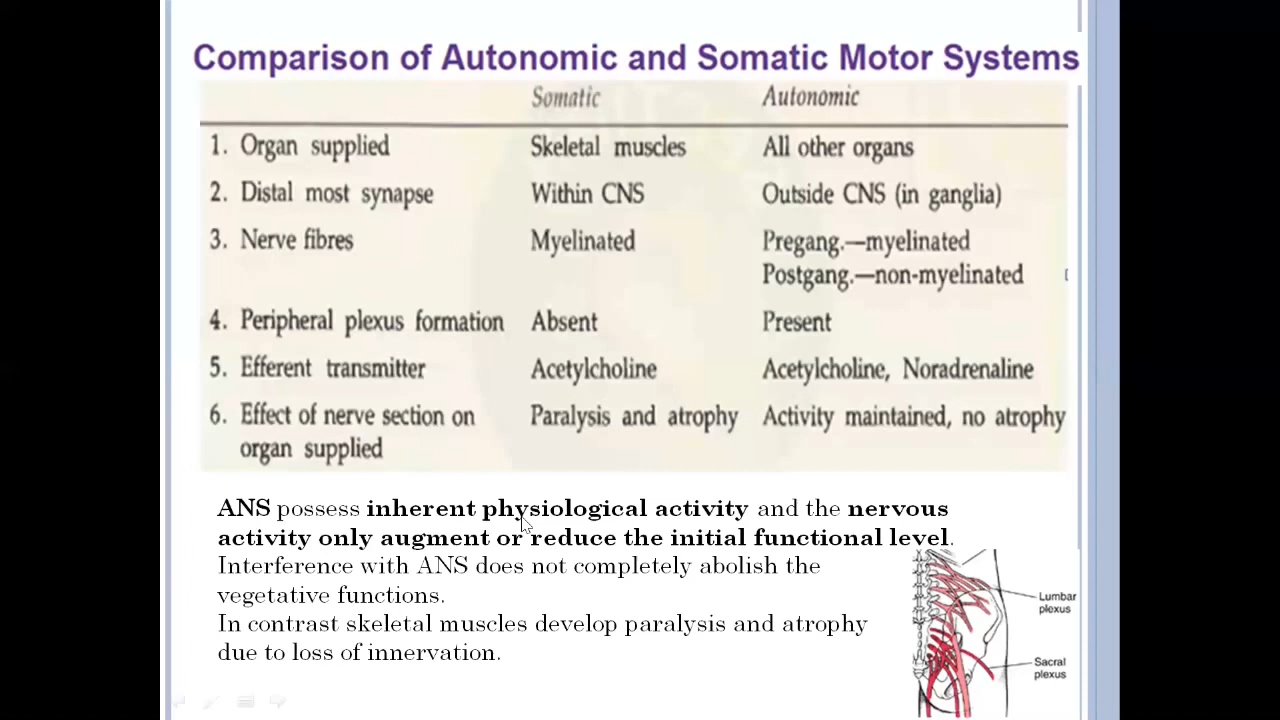 Comparison of Autonomic and Somatic Motor Systems
Somatic Autonomic
1. Organ supplied Skeletal muscles All other organs
2. Distal most synapse Within CNS Outside CNS (in ganglia)
3. Nerve fibres Myelinated Pregang.—myelinated
Postgang.—non-myelinated
4. Peripheral plexus formation Absent Present
5. Efferent transmitter Acetylcholine Acetylcholine, Noradrenaline
6. Effect of nerve section on Paralysis and atrophy Activity maintained, no atrophy
organ supplied
ANS possess inherent physiological activity and the nervous
activity only augment or reduce the initial functional level.
Interference with ANS does not completely abolish the
vegetative functions.
In contrast skeletal muscles develop paralysis and atrophy
due to loss of innervation.
Lumbar
plexus
Sacral
plexus